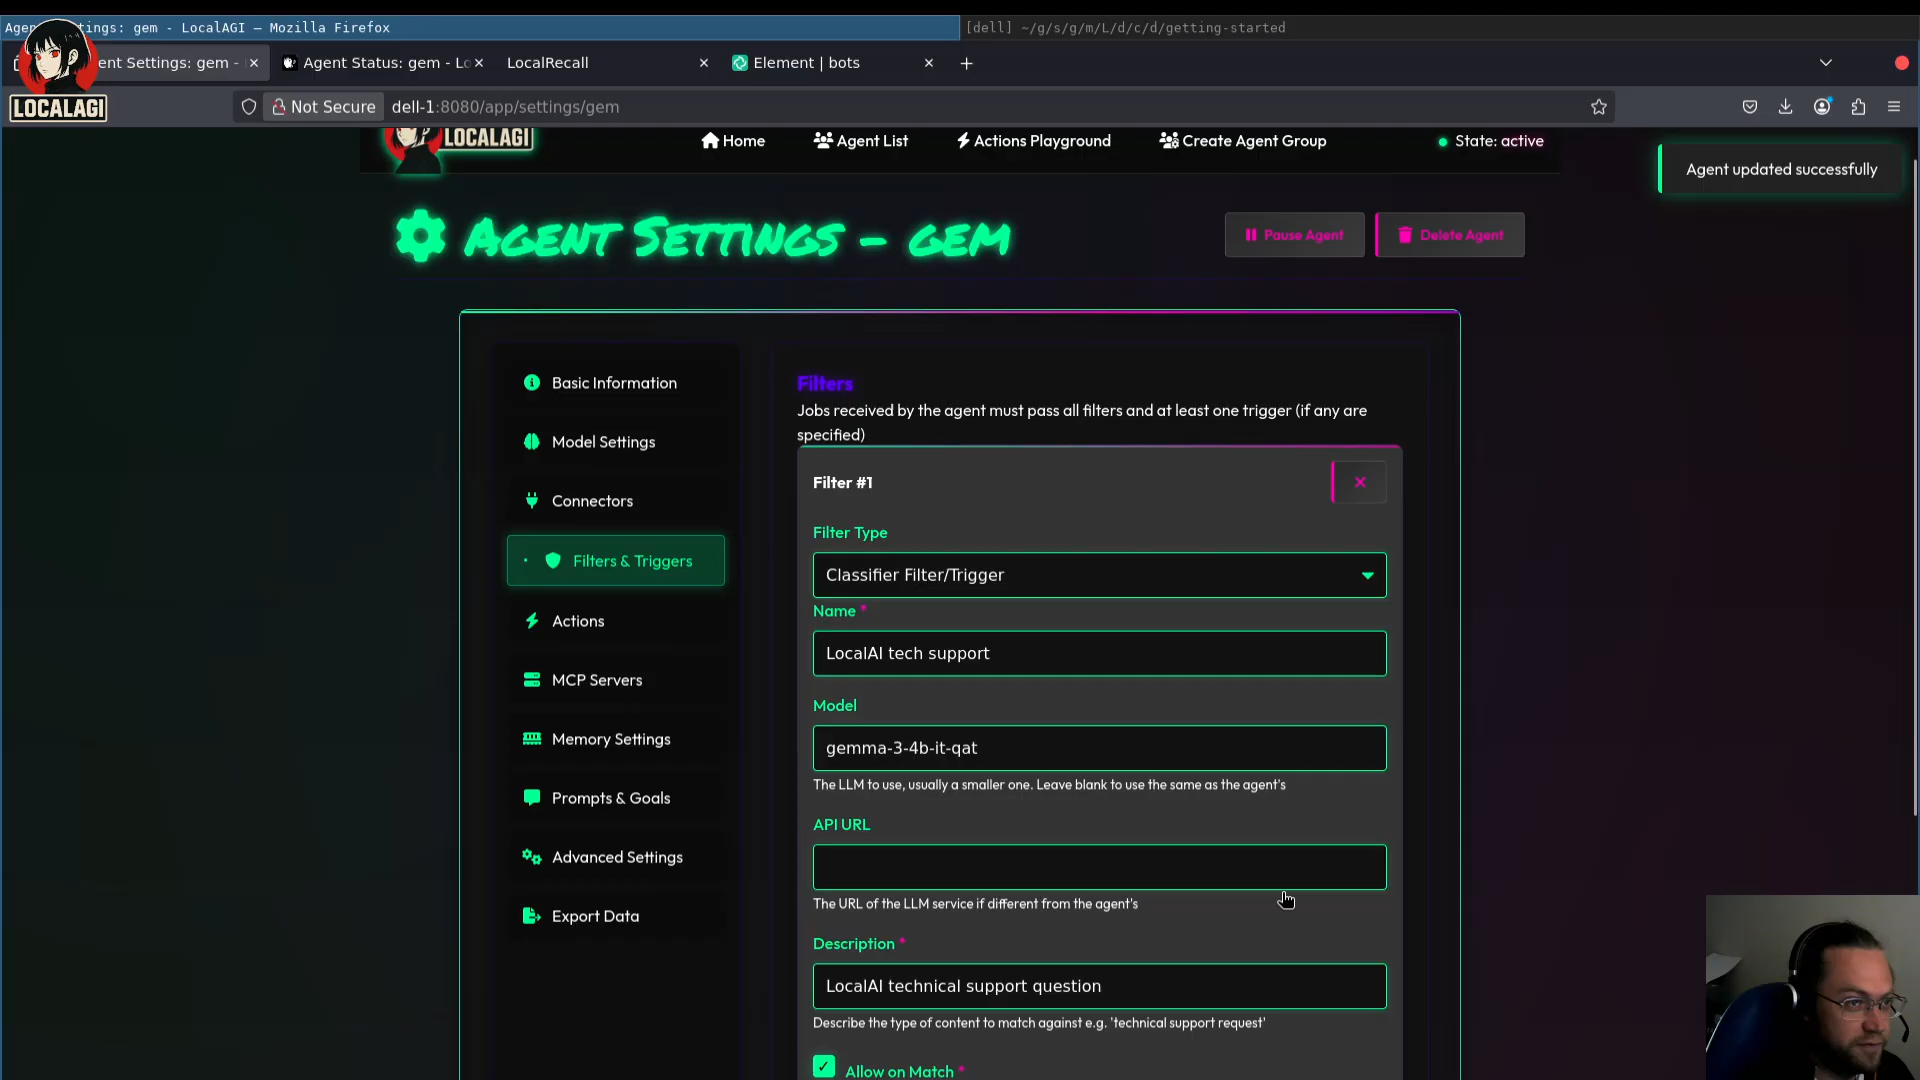 Agen
ings: gem - LocalAGI — Mozilla Firefox
[dell] ~/g/s/g/m/L/d/c/d/getting-started
ent Settings: gem -
Agent Status: gem - Lo
LocalRecall
Element | bots
LOCALAGI
Not Secure
dell-1:8080/app/settings/gem
LOCALAGI
Home
Agent List
Actions Playground
Create Agent Group
State: active
Agent updated successfully
Agent Settings - gem
Pause Agent
Delete Agent
Basic Information
Model Settings
Connectors
Filters & Triggers
Actions
MCP Servers
Memory Settings
Prompts & Goals
Advanced Settings
Export Data
Filters
Jobs received by the agent must pass all filters and at least one trigger (if any are
specified)
Filter #1
Filter Type
Classifier Filter/Trigger
Name *
LocalAI tech support
Model
gemma-3-4b-it-qat
The LLM to use, usually a smaller one. Leave blank to use the same as the agent's
API URL
The URL of the LLM service if different from the agent's
Description *
LocalAI technical support question
Describe the type of content to match against e.g. 'technical support request'
Allow on Match *